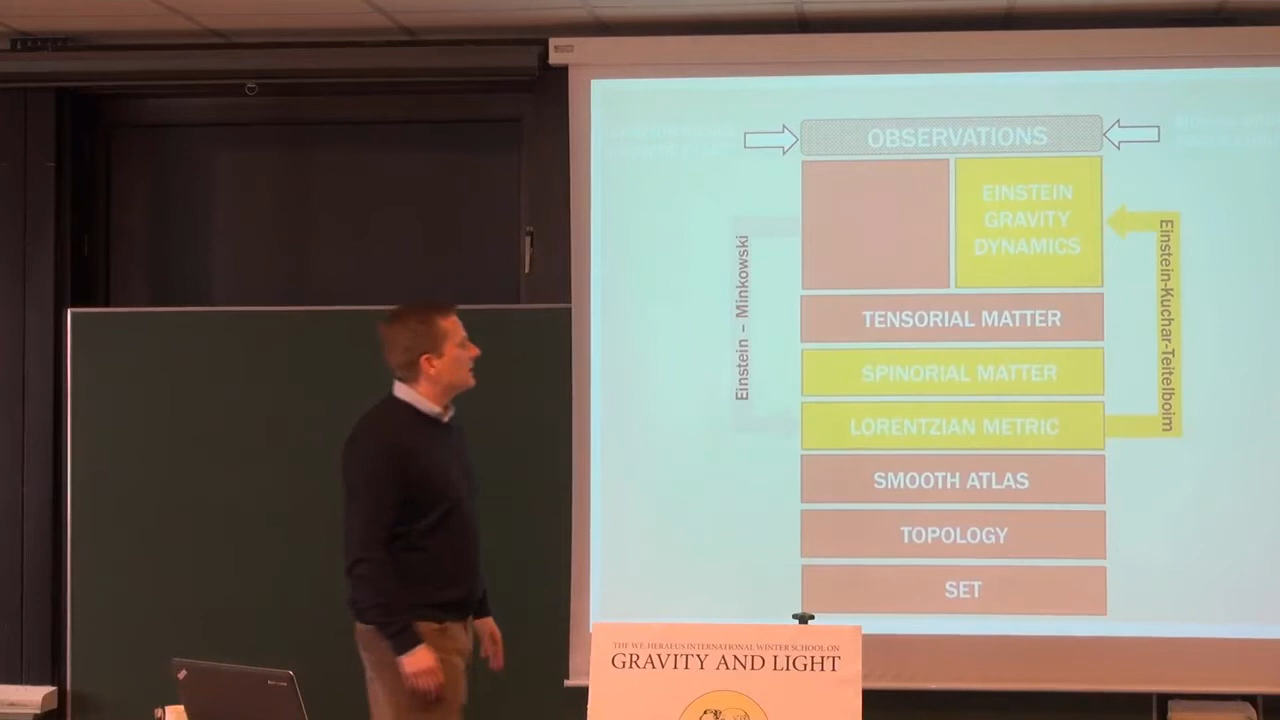 OBSERVATIONS
EINSTEIN
GRAVITY
DYNAMICS
Einstein – Minkowski
Einstein-Kuchar-Teitelboim
TENSORIAL MATTER
SPINORIAL MATTER
LORENTZIAN METRIC
SMOOTH ATLAS
TOPOLOGY
SET
THE WE HERAEUS INTERNATIONAL WINTER SCHOOL ON
GRAVITY AND LIGHT